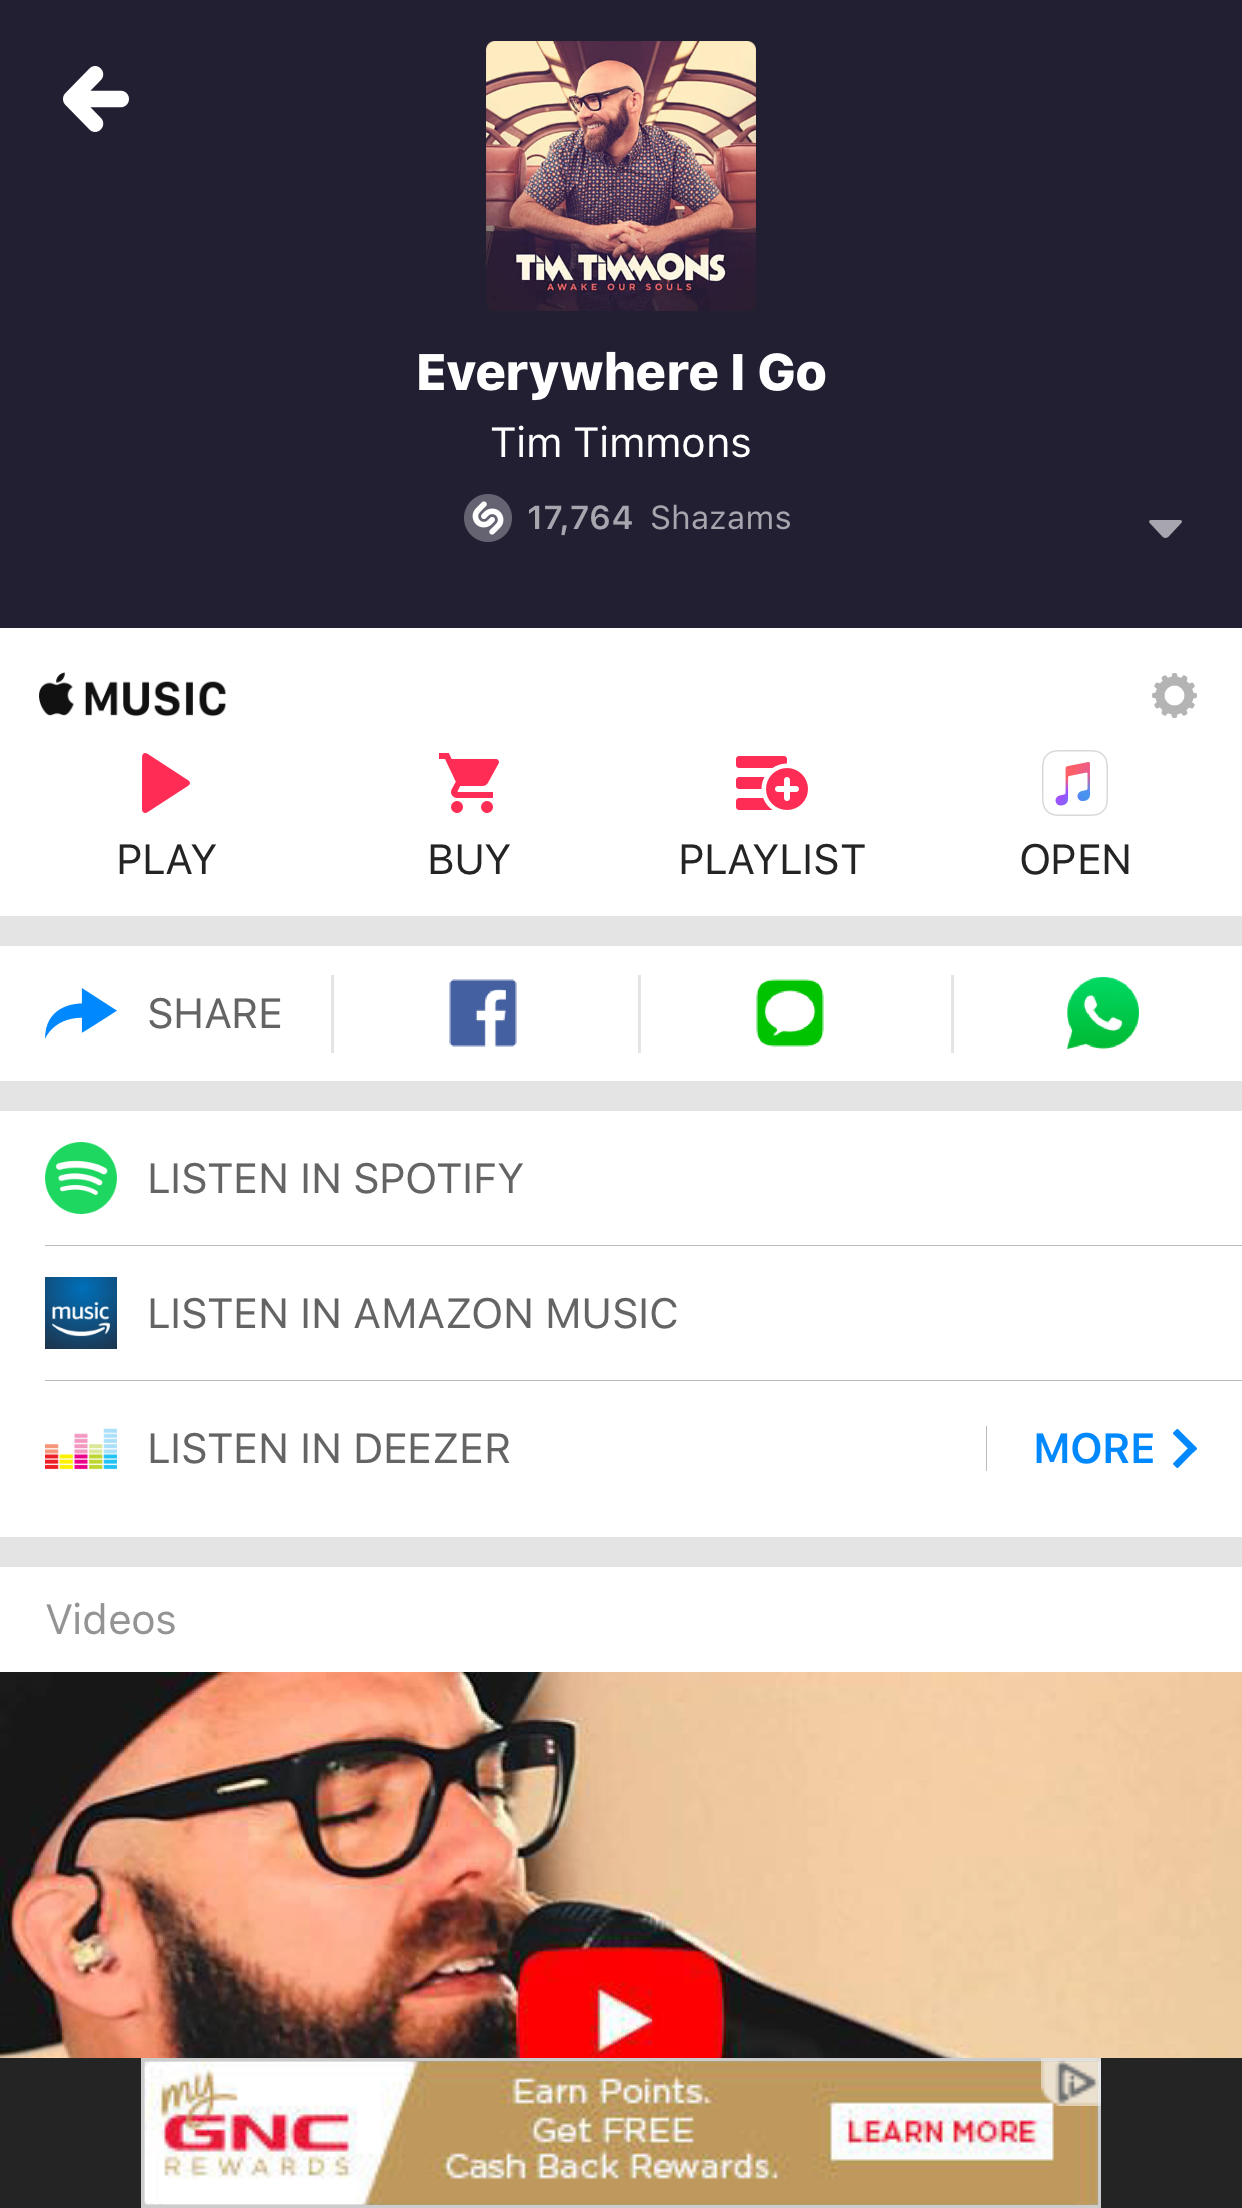 TIM TIMMONS
AWAKE OUR SOULS
Everywhere I Go
Tim Timmons
17,764 Shazams
MUSIC
PLAY
BUY
PLAYLIST
OPEN
SHARE
LISTEN IN SPOTIFY
music
LISTEN IN AMAZON MUSIC
LISTEN IN DEEZER
MORE
Videos
my
GNC
REWARDS
Earn Points.
Get FREE
Cash Back Rewards.
LEARN MORE